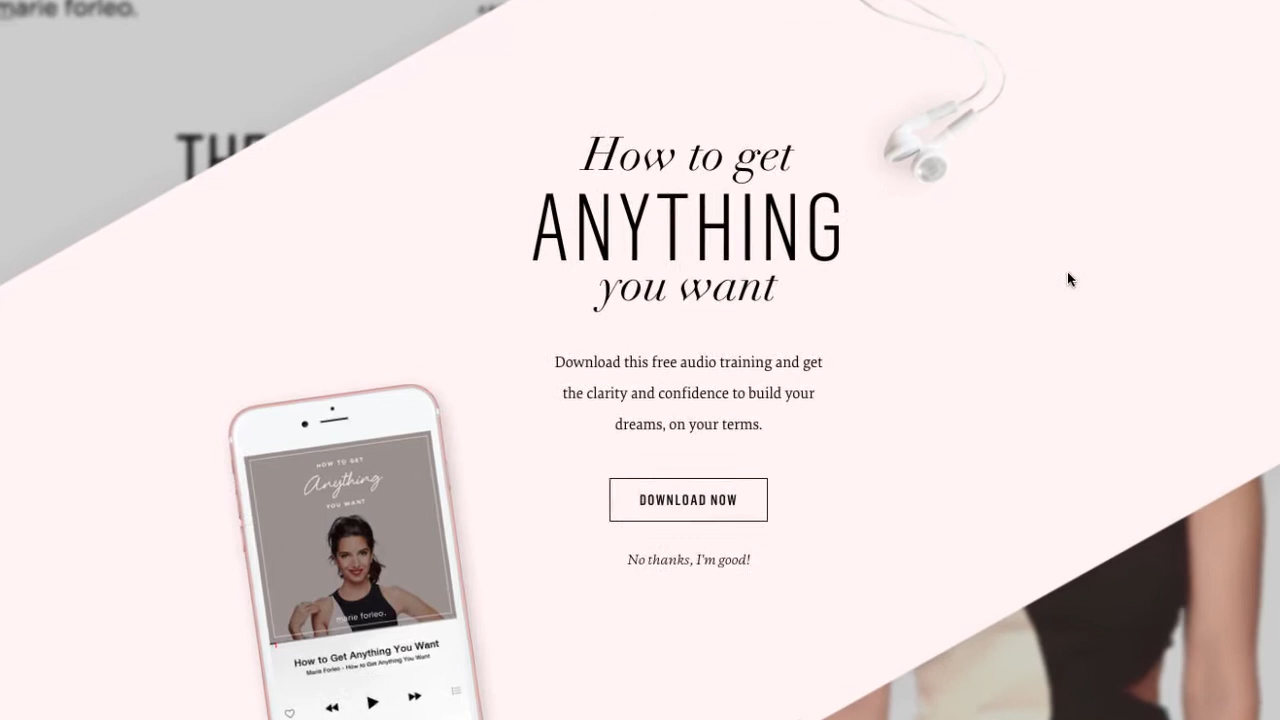 marie forleo.
THE
How to get
ANYTHING
you want
Download this free audio training and get
the clarity and confidence to build your
dreams, on your terms.
DOWNLOAD NOW
No thanks, I'm good!
HOW TO GET
Anything
YOU WANT
marie forleo.
How to Get Anything You Want
Marie Forleo - How to Get Anything You Want